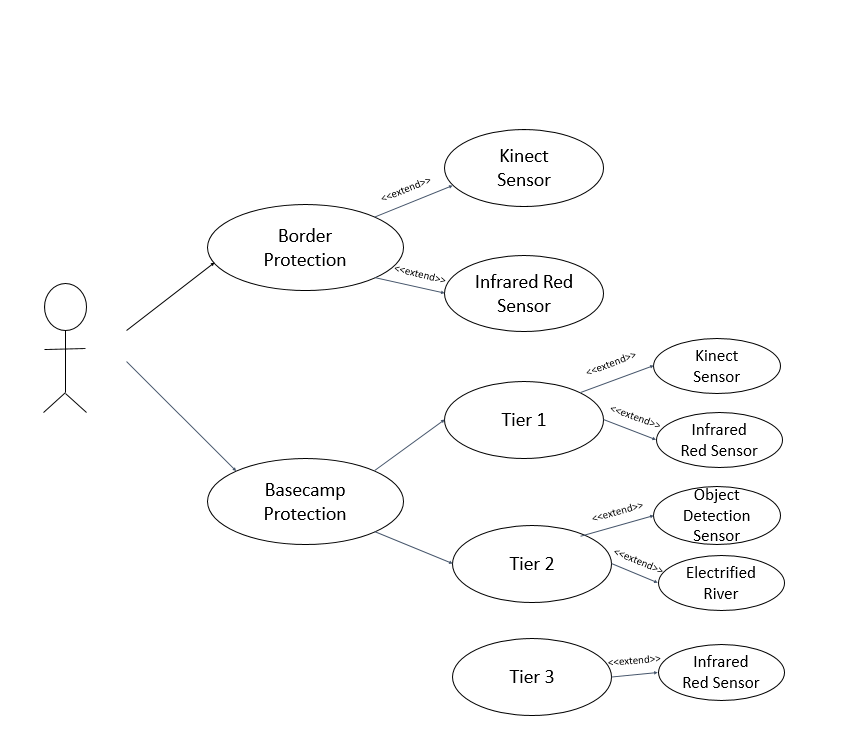 Kinect
Sensor
<<extend>>
Border
Protection
<<extend>>
Infrared Red
Sensor
Kinect
Sensor
<<extend>>
Tier 1
<<extend>>
Infrared
Red Sensor
Basecamp
Protection
Object
Detection
Sensor
<<extend>>
Tier 2
<<extend>>
Electrified
River
Tier 3
<<extend>>
Infrared
Red Sensor